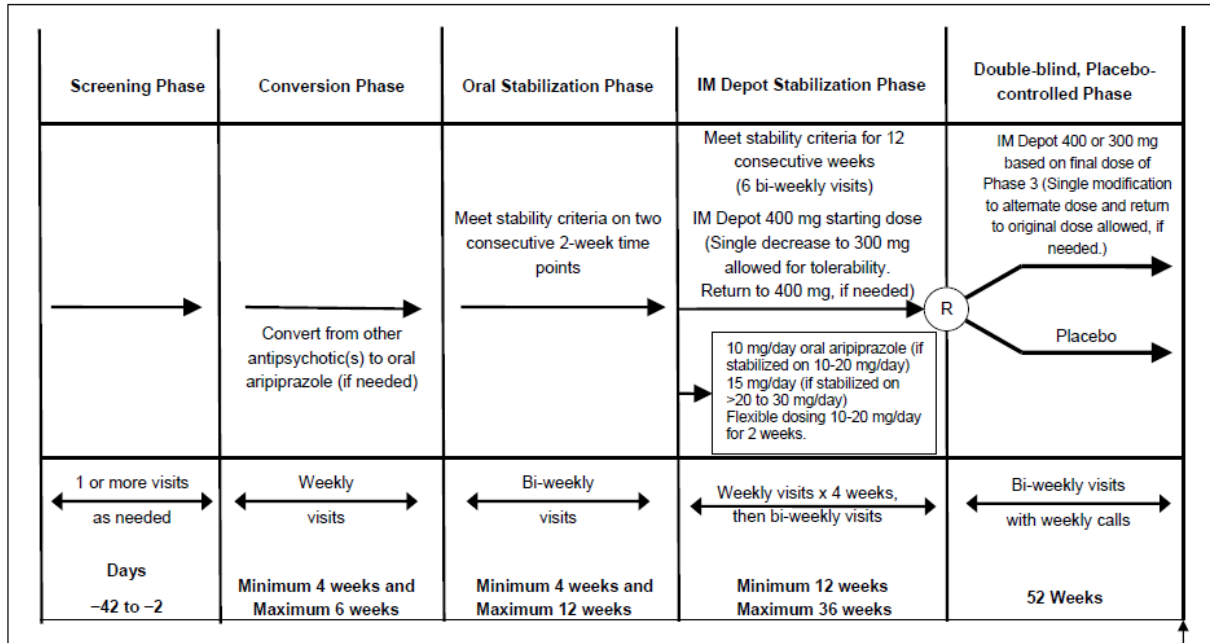 Screening Phase
Conversion Phase
Oral Stabilization Phase
IM Depot Stabilization Phase
Double-blind, Placebo-
controlled Phase
Convert from other
antipsychotic(s) to oral
aripiprazole (if needed)
Meet stability criteria on two
consecutive 2-week time
points
Meet stability criteria for 12
consecutive weeks
(6 bi-weekly visits)
IM Depot 400 mg starting dose
(Single decrease to 300 mg
allowed for tolerability.
Return to 400 mg, if needed)
10 mg/day oral aripiprazole (if
stabilized on 10-20 mg/day)
15 mg/day (if stabilized on
>20 to 30 mg/day)
Flexible dosing 10-20 mg/day
for 2 weeks.
R
IM Depot 400 or 300 mg
based on final dose of
Phase 3 (Single modification
to alternate dose and return
to original dose allowed, if
needed.)
Placebo
1 or more visits
as needed
Weekly
visits
Bi-weekly
visits
Weekly visits x 4 weeks,
then bi-weekly visits
Bi-weekly visits
with weekly calls
Days
−42 to −2
Minimum 4 weeks and
Maximum 6 weeks
Minimum 4 weeks and
Maximum 12 weeks
Minimum 12 weeks
Maximum 36 weeks
52 Weeks